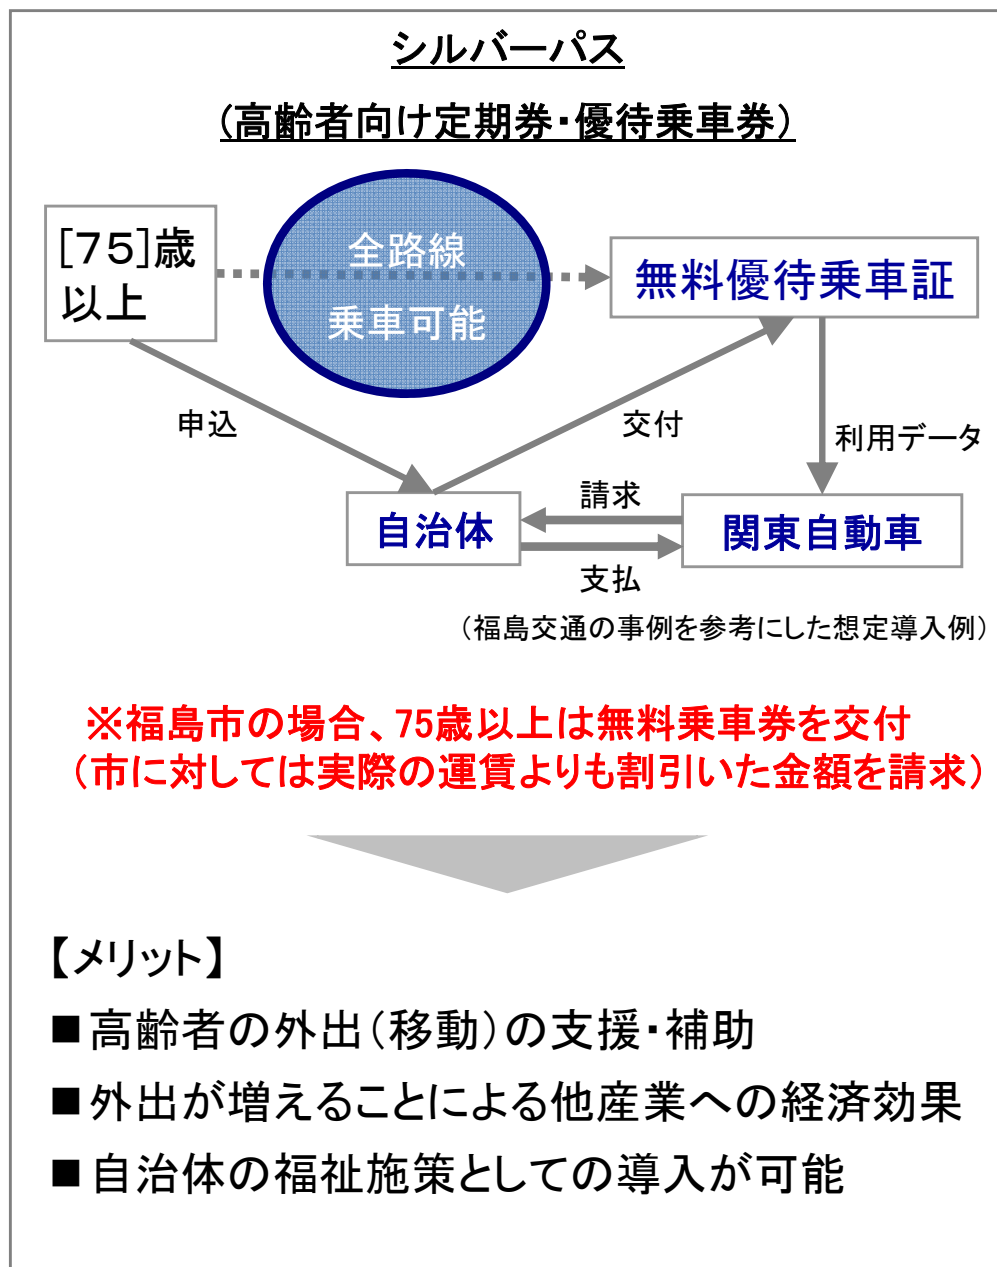 シルバーパス
(高齢者向け定期券・優待乗車券)
[75]歳
以上
全路線
乗車可能
無料優待乗車証
申込
交付
利用データ
自治体
請求
支払
関東自動車
(福島交通の事例を参考にした想定導入例)
※福島市の場合、75歳以上は無料乗車券を交付
(市に対しては実際の運賃よりも割引いた金額を請求)
【メリット】
■高齢者の外出(移動)の支援・補助
■外出が増えることによる他産業への経済効果
■自治体の福祉施策としての導入が可能